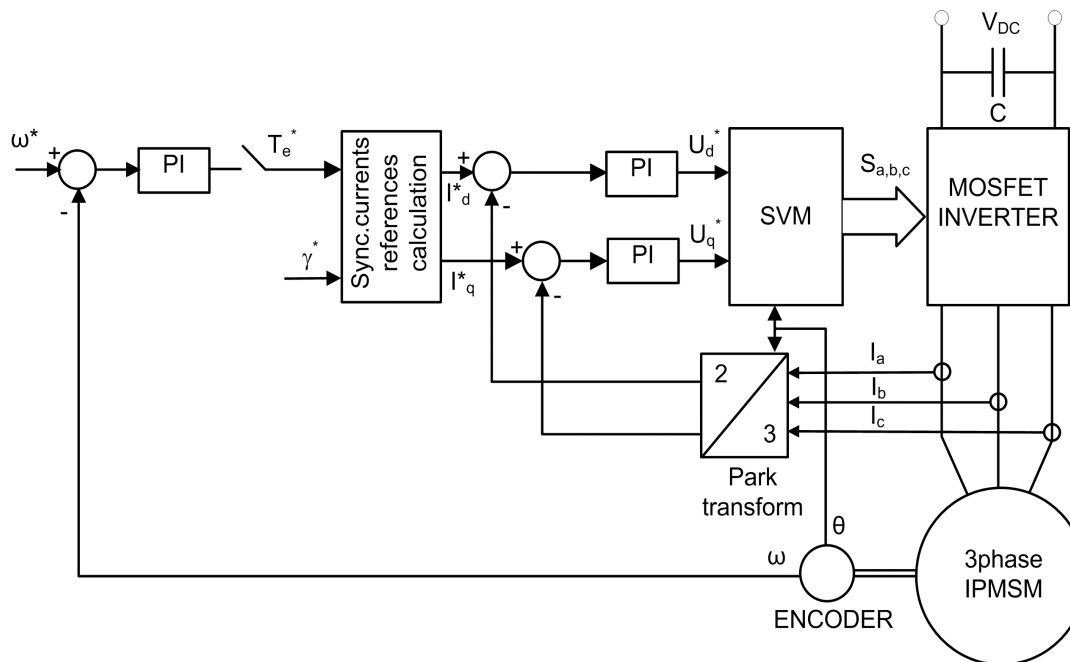 V_DC
C
ω*
+
-
PI
T_e^*
γ^*
Sync.currents
references
calculation
I*_d
I*_q
+
-
+
-
PI
PI
U_d^*
U_q^*
SVM
S_a,b,c
MOSFET
INVERTER
2
3
Park
transform
I_a
I_b
I_c
θ
ω
ENCODER
3phase
IPMSM